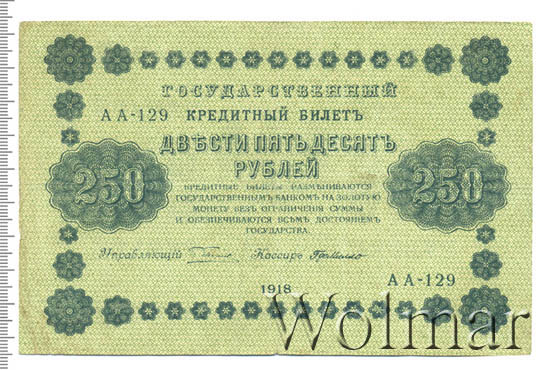 ГОСУДАРСТВЕННЫЙ
АА-129 КРЕДИТНЫЙ БИЛЕТЪ
ДВѢСТИ ПЯТЬДЕСЯТЪ
РУБЛЕЙ
250 250
КРЕДИТНЫЕ БИЛЕТЫ РАЗМѢНИВАЮТСЯ
ГОСУДАРСТВЕННЫМЪ БАНКОМЪ НА ЗОЛОТУЮ
МОНЕТУ БЕЗЪ ОГРАНИЧЕНІЯ СУММЫ
И ОБЕЗПЕЧИВАЮТСЯ ВСѢМЪ ДОСТОЯНІЕМЪ
ГОСУДАРСТВА.
Управляющій Кассиръ
АА-129
1918
Wolmar